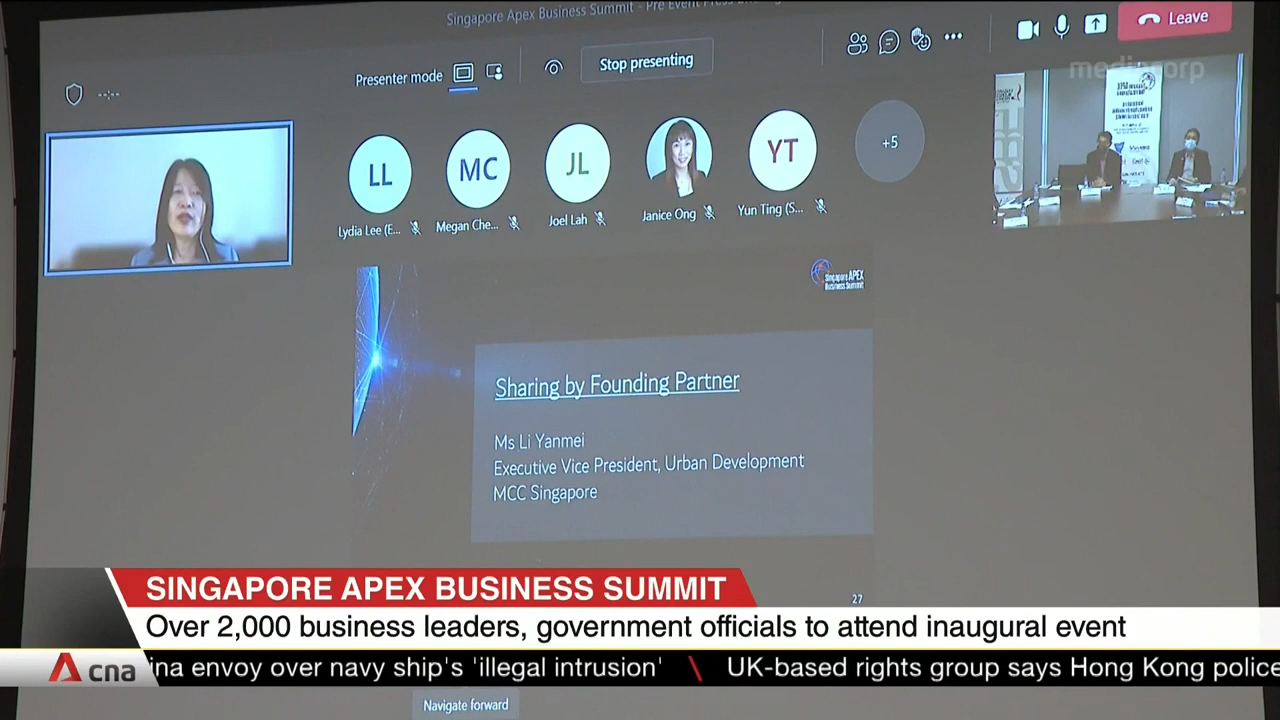 Singapore Apex Business Summit - Pre Event Press
Presenter mode
Stop presenting
Leave
mediacorp
LL
MC
JL
YT
+5
Lydia Lee (E...
Megan Che...
Joel Lah
Janice Ong
Yun Ting (S...
Singapore APEX
Business Summit
Sharing by Founding Partner
Ms Li Yanmei
Executive Vice President, Urban Development
MCC Singapore
27
SINGAPORE APEX BUSINESS SUMMIT
Over 2,000 business leaders, government officials to attend inaugural event
cna
ina envoy over navy ship's 'illegal intrusion' \ UK-based rights group says Hong Kong police
Navigate forward